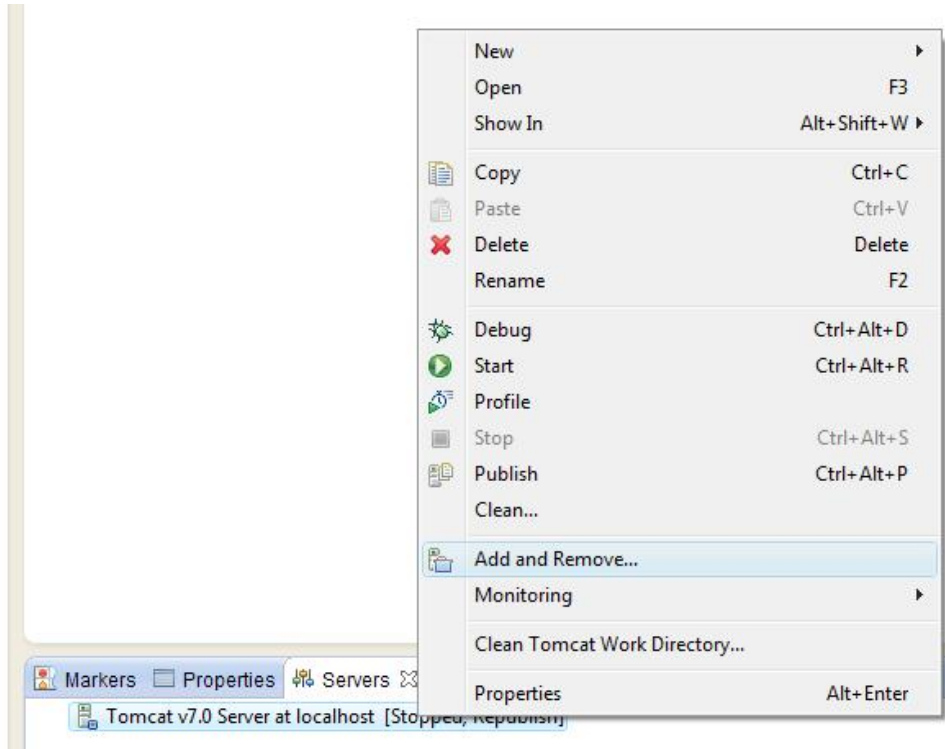 New
Open F3
Show In Alt+Shift+W
Copy Ctrl+C
Paste Ctrl+V
Delete Delete
Rename F2
Debug Ctrl+Alt+D
Start Ctrl+Alt+R
Profile
Stop Ctrl+Alt+S
Publish Ctrl+Alt+P
Clean...
Add and Remove...
Monitoring
Clean Tomcat Work Directory...
Properties Alt+Enter
Markers Properties Servers
Tomcat v7.0 Server at localhost [Stopped, Republish]